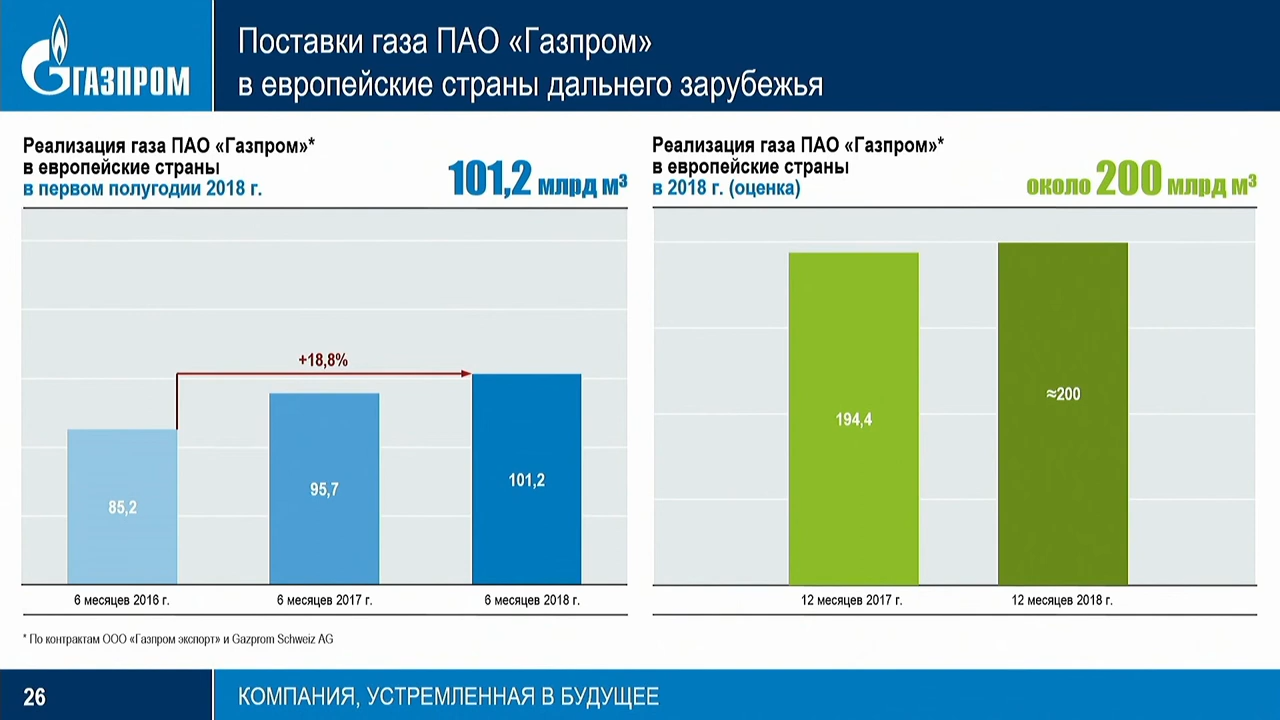 ГАЗПРОМ
Поставки газа ПАО «Газпром»
в европейские страны дальнего зарубежья
Реализация газа ПАО «Газпром»*
в европейские страны
в первом полугодии 2018 г.
101,2 млрд м³
+18,8%
85,2
95,7
101,2
6 месяцев 2016 г.
6 месяцев 2017 г.
6 месяцев 2018 г.
Реализация газа ПАО «Газпром»*
в европейские страны
в 2018 г. (оценка)
около 200 млрд м³
194,4
≈200
12 месяцев 2017 г.
12 месяцев 2018 г.
* По контрактам ООО «Газпром экспорт» и Gazprom Schweiz AG
26
КОМПАНИЯ, УСТРЕМЛЕННАЯ В БУДУЩЕЕ